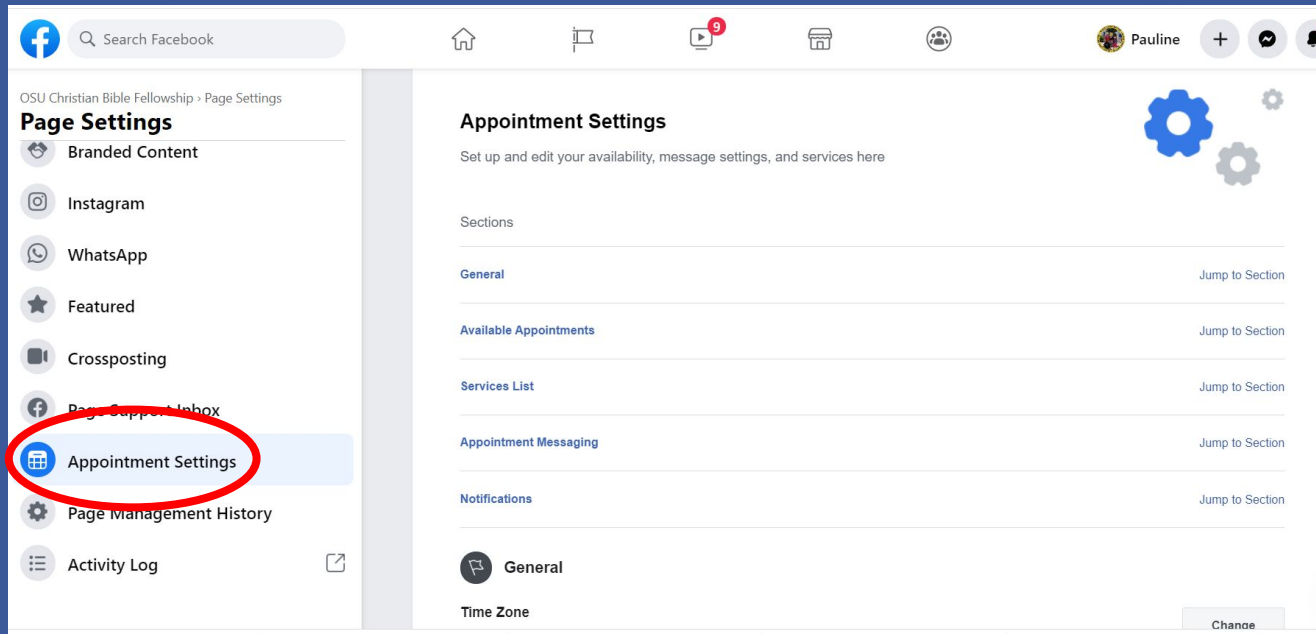 Search Facebook
9
Pauline
OSU Christian Bible Fellowship › Page Settings
Page Settings
Branded Content
Instagram
WhatsApp
Featured
Crossposting
Page Support Inbox
Appointment Settings
Page Management History
Activity Log
Appointment Settings
Set up and edit your availability, message settings, and services here
Sections
General Jump to Section
Available Appointments Jump to Section
Services List Jump to Section
Appointment Messaging Jump to Section
Notifications Jump to Section
General
Time Zone
Change